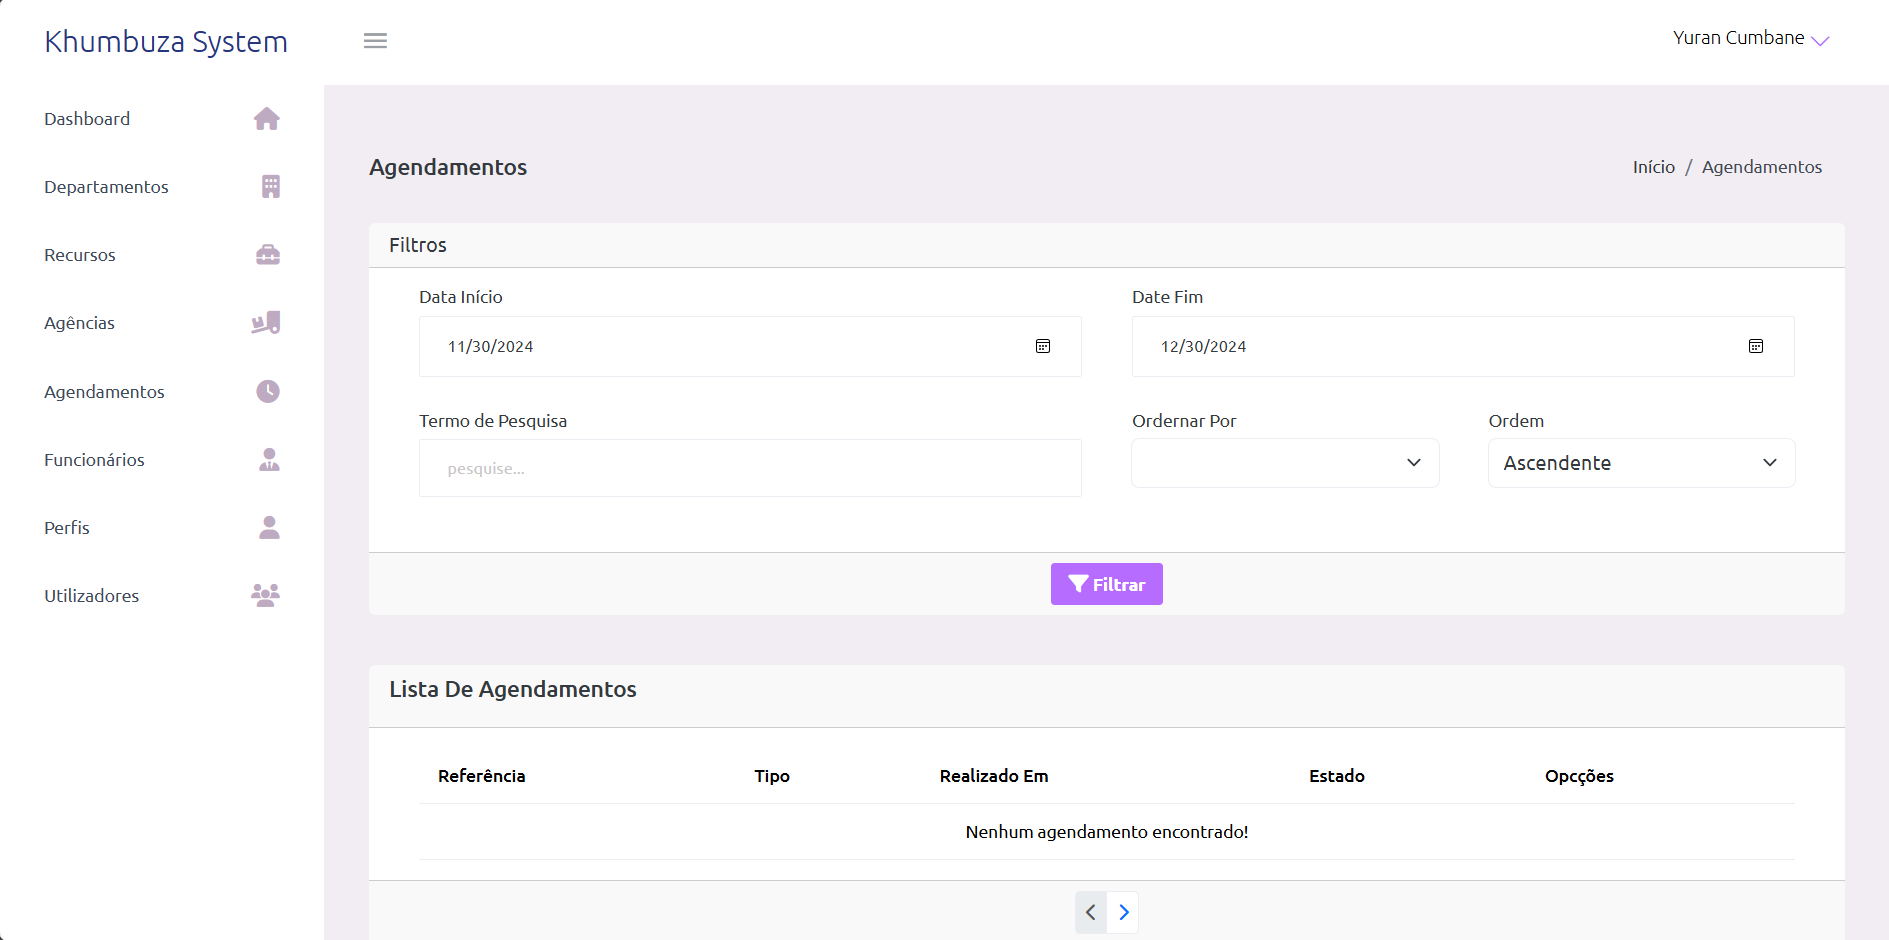 Khumbuza System
Yuran Cumbane
Dashboard
Departamentos
Recursos
Agências
Agendamentos
Funcionários
Perfis
Utilizadores
Agendamentos
Início / Agendamentos
Filtros
Data Início
Date Fim
11/30/2024
12/30/2024
Termo de Pesquisa
Ordernar Por
Ordem
pesquise...
Ascendente
Filtrar
Lista De Agendamentos
Referência Tipo Realizado Em Estado Opcções
Nenhum agendamento encontrado!